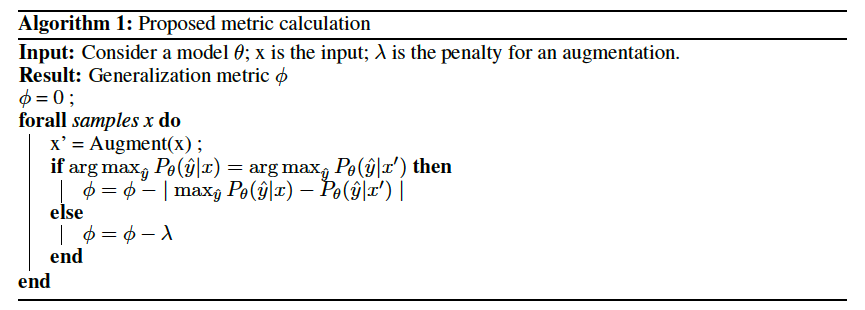 Algorithm 1: Proposed metric calculation
Input: Consider a model θ; x is the input; λ is the penalty for an augmentation.
Result: Generalization metric ϕ
ϕ = 0 ;
forall samples x do
x’ = Augment(x) ;
if arg max_ŷ P_θ(ŷ|x) = arg max_ŷ P_θ(ŷ|x′) then
ϕ = ϕ − | max_ŷ P_θ(ŷ|x) − P_θ(ŷ|x′) |
else
ϕ = ϕ − λ
end
end